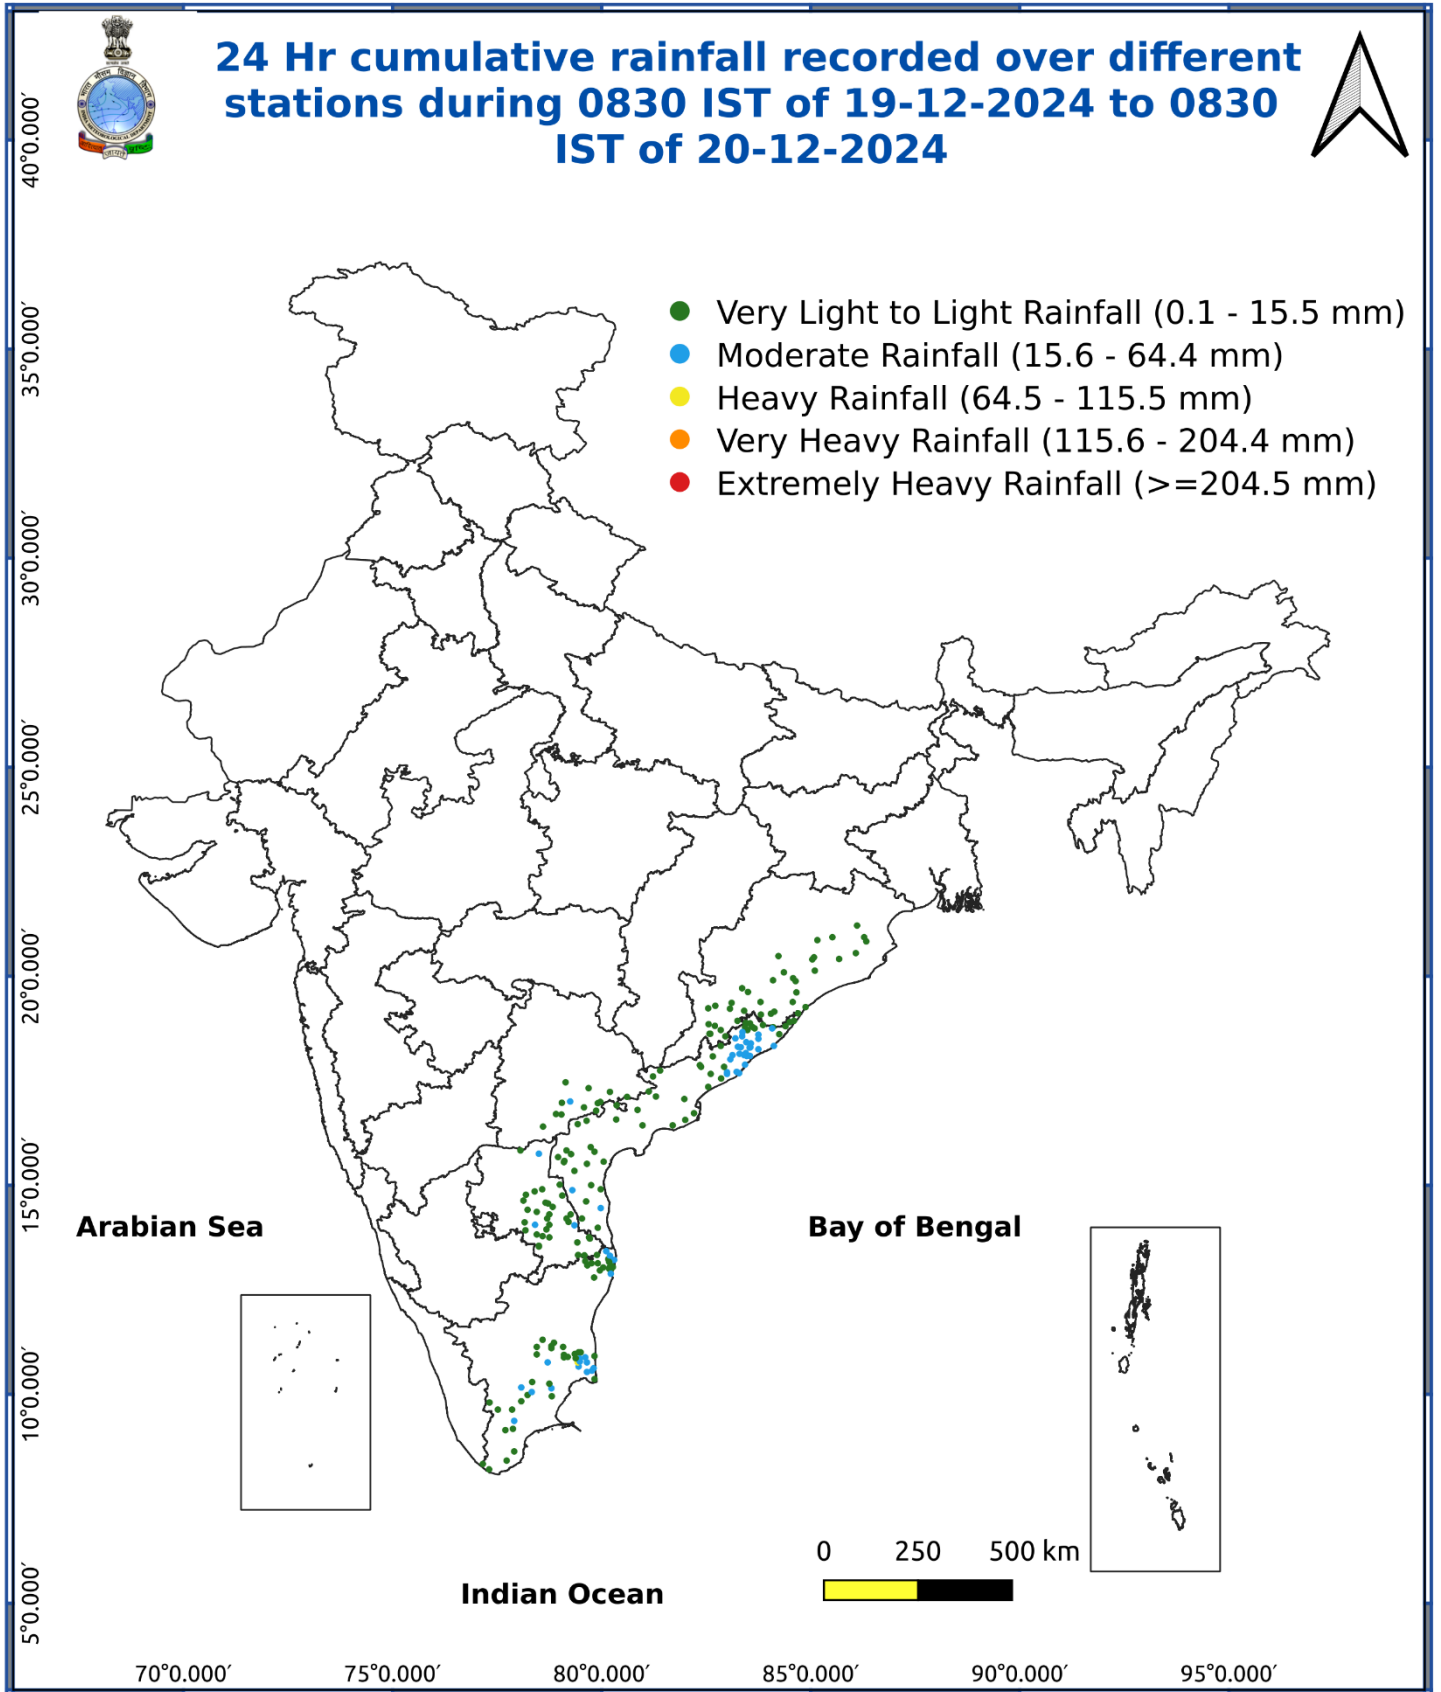 24 Hr cumulative rainfall recorded over different
stations during 0830 IST of 19-12-2024 to 0830
IST of 20-12-2024
Very Light to Light Rainfall (0.1 - 15.5 mm)
Moderate Rainfall (15.6 - 64.4 mm)
Heavy Rainfall (64.5 - 115.5 mm)
Very Heavy Rainfall (115.6 - 204.4 mm)
Extremely Heavy Rainfall (>=204.5 mm)
40°0.000′
35°0.000′
30°0.000′
25°0.000′
20°0.000′
15°0.000′
10°0.000′
5°0.000′
Arabian Sea
Bay of Bengal
Indian Ocean
0 250 500 km
70°0.000′ 75°0.000′ 80°0.000′ 85°0.000′ 90°0.000′ 95°0.000′